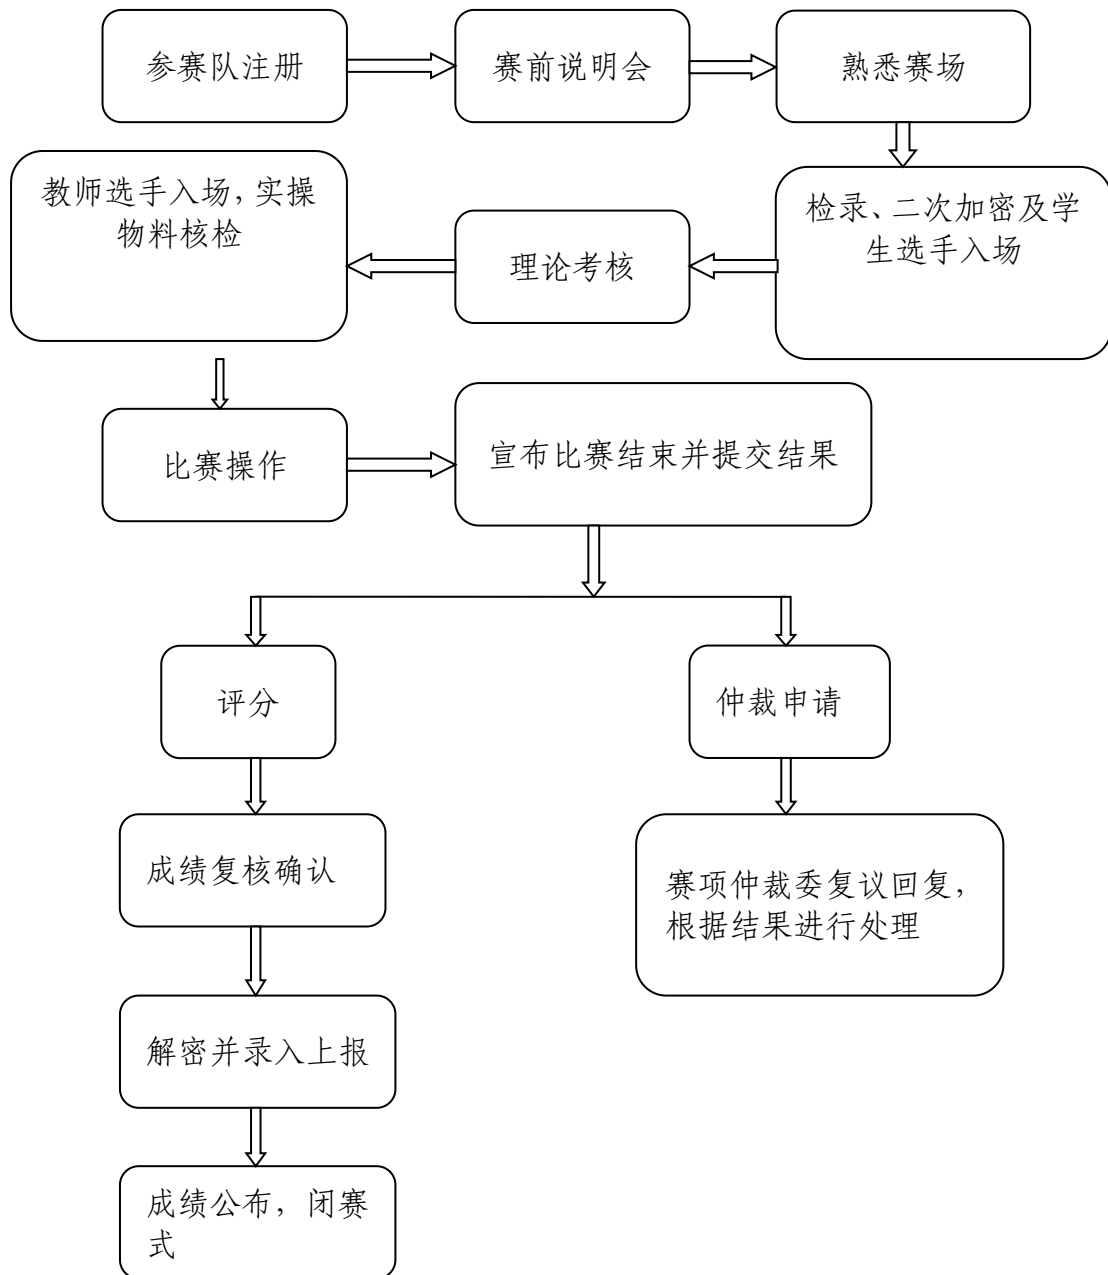 参赛队注册
赛前说明会
熟悉赛场
检录、二次加密及学
生选手入场
理论考核
教师选手入场,实操
物料核检
比赛操作
宣布比赛结束并提交结果
评分
仲裁申请
成绩复核确认
赛项仲裁委复议回复,
根据结果进行处理
解密并录入上报
成绩公布，闭赛
式